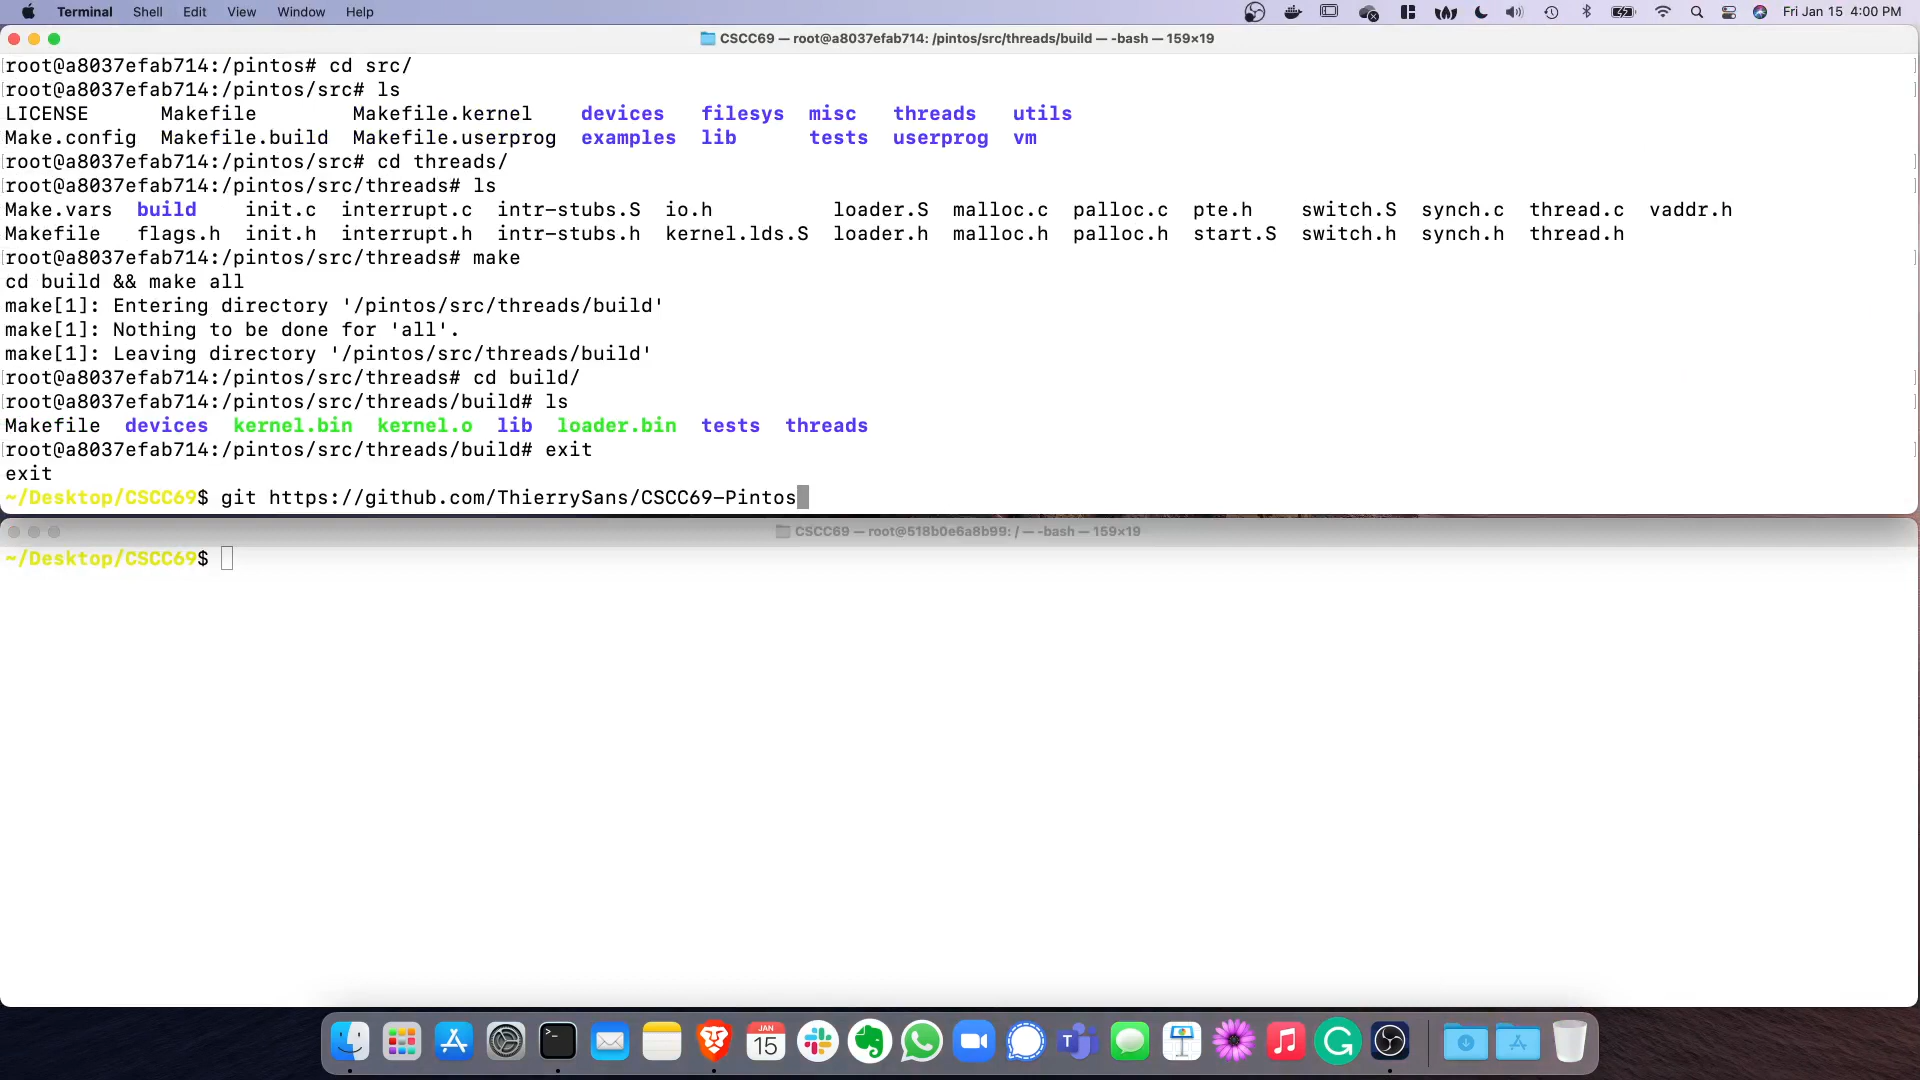 Terminal Shell Edit View Window Help Fri Jan 15 4:00 PM
CSCC69 — root@a8037efab714: /pintos/src/threads/build — -bash — 159×19
root@a8037efab714:/pintos# cd src/
root@a8037efab714:/pintos/src# ls
LICENSE Makefile Makefile.kernel devices filesys misc threads utils
Make.config Makefile.build Makefile.userprog examples lib tests userprog vm
root@a8037efab714:/pintos/src# cd threads/
root@a8037efab714:/pintos/src/threads# ls
Make.vars build init.c interrupt.c intr-stubs.S io.h loader.S malloc.c palloc.c pte.h switch.S synch.c thread.c vaddr.h
Makefile flags.h init.h interrupt.h intr-stubs.h kernel.lds.S loader.h malloc.h palloc.h start.S switch.h synch.h thread.h
root@a8037efab714:/pintos/src/threads# make
cd build && make all
make[1]: Entering directory '/pintos/src/threads/build'
make[1]: Nothing to be done for 'all'.
make[1]: Leaving directory '/pintos/src/threads/build'
root@a8037efab714:/pintos/src/threads# cd build/
root@a8037efab714:/pintos/src/threads/build# ls
Makefile devices kernel.bin kernel.o lib loader.bin tests threads
root@a8037efab714:/pintos/src/threads/build# exit
exit
~/Desktop/CSCC69$ git https://github.com/ThierrySans/CSCC69-Pintos
CSCC69 — root@518b0e6a8b99: / — -bash — 159×19
~/Desktop/CSCC69$
JAN
15